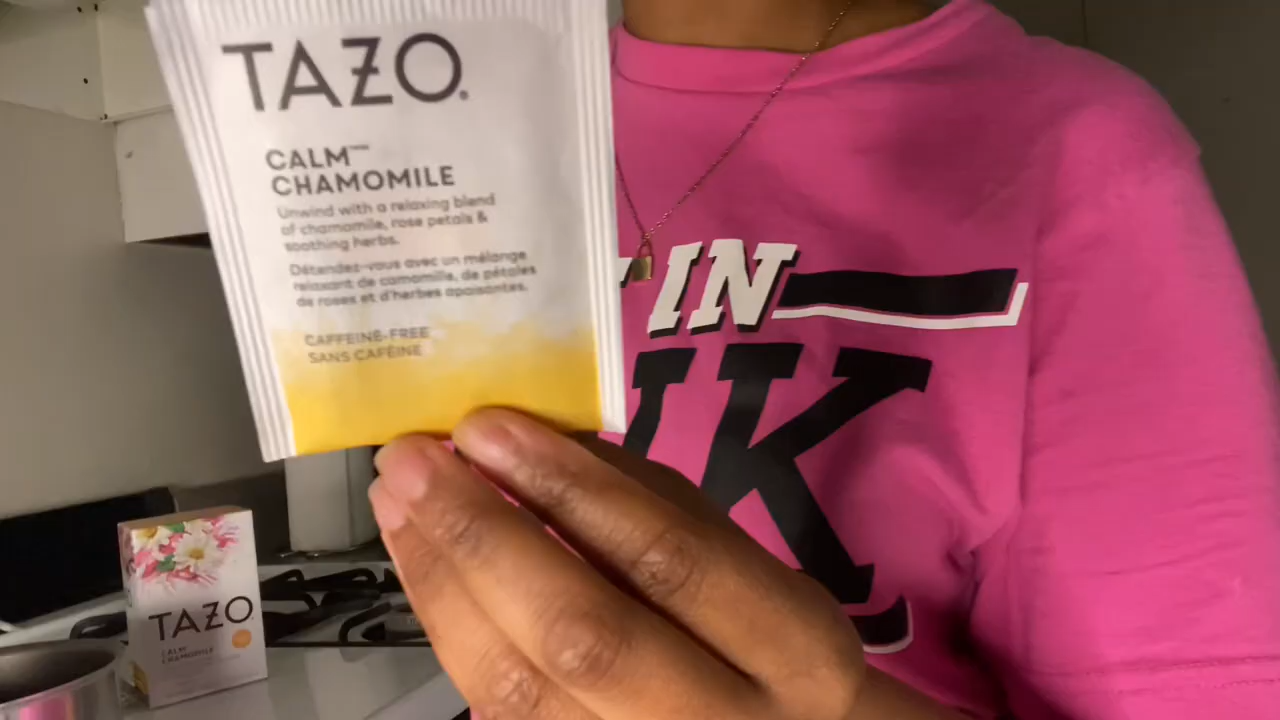 TAZO.
CALM™
CHAMOMILE
Unwind with a relaxing blend
of chamomile, rose petals &
soothing herbs.
Détendez-vous avec un mélange
relaxant de camomille, de pétales
de roses et d'herbes apaisantes.
CAFFEINE-FREE
SANS CAFÉINE
IN
K
TAZO.
CALM
CHAMOMILE